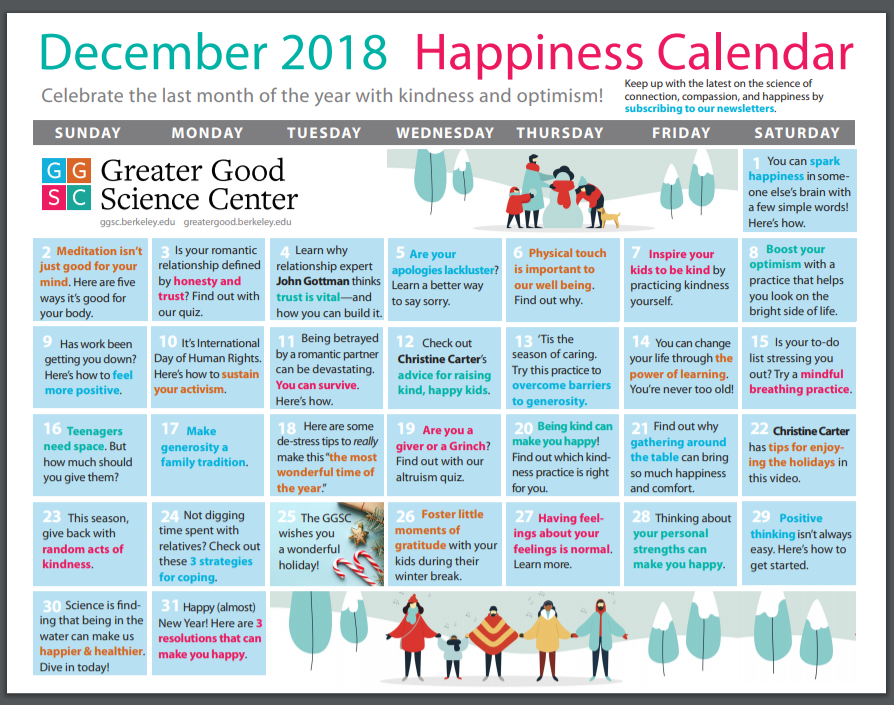 December 2018 Happiness Calendar
Celebrate the last month of the year with kindness and optimism!
Keep up with the latest on the science of
connection, compassion, and happiness by
subscribing to our newsletters.
SUNDAY MONDAY TUESDAY WEDNESDAY THURSDAY FRIDAY SATURDAY
G G
S C
Greater Good
Science Center
ggsc.berkeley.edu greatergood.berkeley.edu
1 You can spark
happiness in some-
one else's brain with
a few simple words!
Here's how.
2 Meditation isn't
just good for your
mind. Here are five
ways it's good for
your body.
3 Is your romantic
relationship defined
by honesty and
trust? Find out with
our quiz.
4 Learn why
relationship expert
John Gottman thinks
trust is vital—and
how you can build it.
5 Are your
apologies lackluster?
Learn a better way
to say sorry.
6 Physical touch
is important to
our well being.
Find out why.
7 Inspire your
kids to be kind by
practicing kindness
yourself.
8 Boost your
optimism with a
practice that helps
you look on the
bright side of life.
9 Has work been
getting you down?
Here's how to feel
more positive.
10 It's International
Day of Human Rights.
Here's how to sustain
your activism.
11 Being betrayed
by a romantic partner
can be devastating.
You can survive.
Here's how.
12 Check out
Christine Carter's
advice for raising
kind, happy kids.
13 'Tis the
season of caring.
Try this practice to
overcome barriers
to generosity.
14 You can change
your life through the
power of learning.
You're never too old!
15 Is your to-do
list stressing you
out? Try a mindful
breathing practice.
16 Teenagers
need space. But
how much should
you give them?
17 Make
generosity a
family tradition.
18 Here are some
de-stress tips to really
make this "the most
wonderful time of
the year."
19 Are you a
giver or a Grinch?
Find out with our
altruism quiz.
20 Being kind can
make you happy!
Find out which kind-
ness practice is right
for you.
21 Find out why
gathering around
the table can bring
so much happiness
and comfort.
22 Christine Carter
has tips for enjoy-
ing the holidays in
this video.
23 This season,
give back with
random acts of
kindness.
24 Not digging
time spent with
relatives? Check out
these 3 strategies
for coping.
25 The GGSC
wishes you
a wonderful
holiday!
26 Foster little
moments of
gratitude with your
kids during their
winter break.
27 Having feel-
ings about your
feelings is normal.
Learn more.
28 Thinking about
your personal
strengths can
make you happy.
29 Positive
thinking isn't always
easy. Here's how to
get started.
30 Science is find-
ing that being in the
water can make us
happier & healthier.
Dive in today!
31 Happy (almost)
New Year! Here are 3
resolutions that can
make you happy.